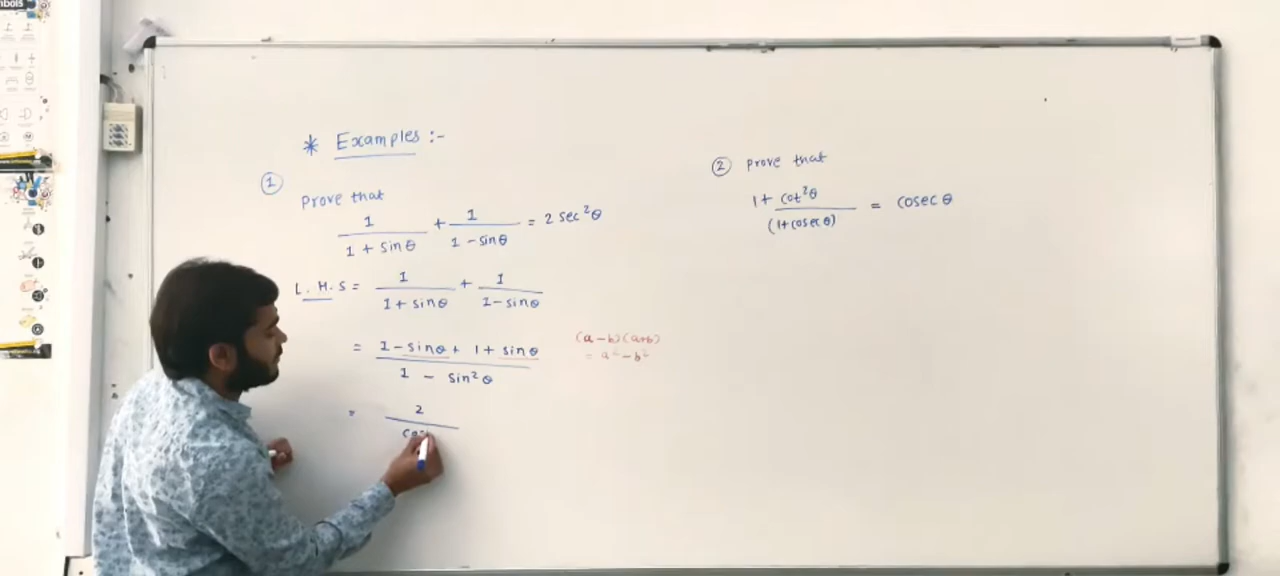 * Examples :-
①
Prove that
1/(1 + sinθ) + 1/(1 - sinθ) = 2 sec²θ
L.H.S = 1/(1 + sinθ) + 1/(1 - sinθ)
= (1 - sinθ + 1 + sinθ)/(1 - sin²θ)
(a - b)(a+b)
= a² - b²
= 2/cos
② Prove that
1 + cot²θ/(1+cosecθ) = cosecθ